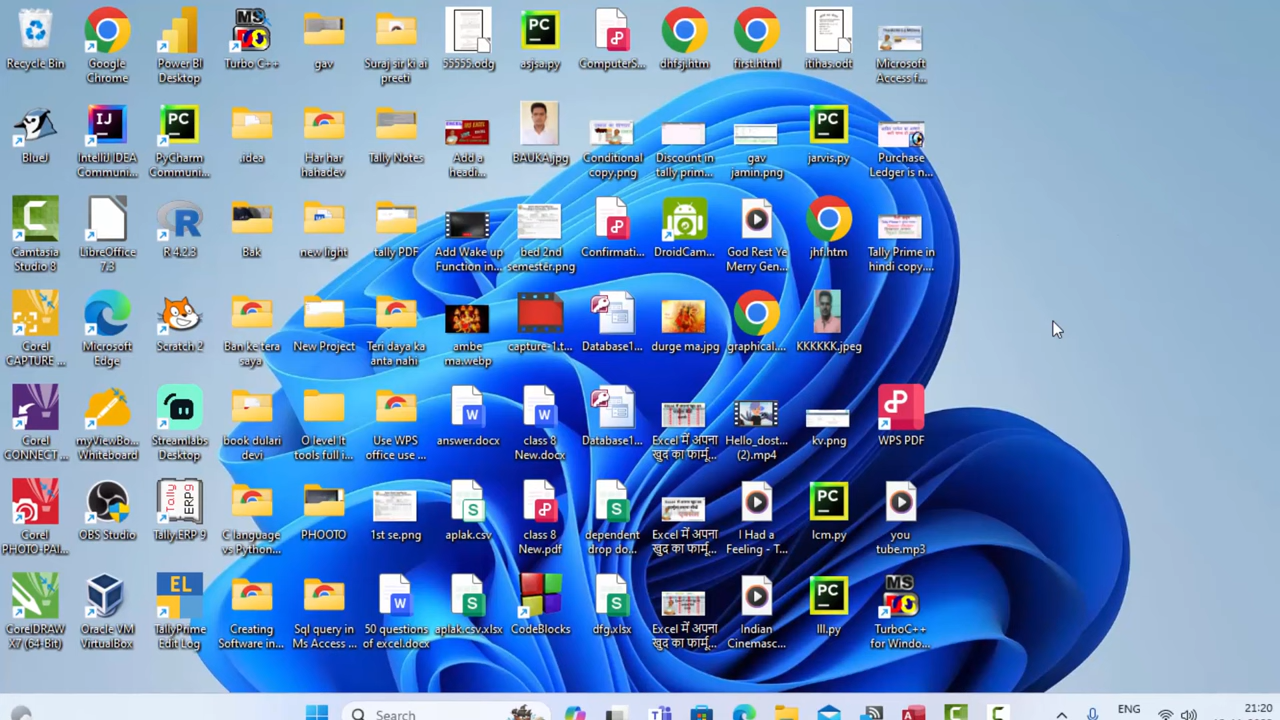 Recycle Bin
Google
Chrome
Power BI
Desktop
Turbo C++
gav
Suraj sir ki ai
preeti
55555.odg
asjsa.py
ComputerS...
dhfsj.htm
first.html
itihas.odt
Microsoft
Access f...
BlueJ
IntelliJ IDEA
Communi...
PyCharm
Communi...
.idea
Har har
hahadev
Tally Notes
Add a
headi...
BAUKA.jpg
Conditional
copy.png
Discount in
tally prim...
gav
jamin.png
jarvis.py
Purchase
Ledger is n...
Camtasia
Studio 8
LibreOffice
7.3
R 4.2.3
Bak
new light
tally PDF
Add Wake up
Function in...
bed 2nd
semester.png
Confirmati...
DroidCam...
God Rest Ye
Merry Gen...
jhf.htm
Tally Prime in
hindi copy....
Corel
CAPTURE ...
Microsoft
Edge
Scratch 2
Ban ke tera
saya
New Project
Teri daya ka
anta nahi
ambe
ma.webp
capture-1.t...
Database1...
durge ma.jpg
graphical....
KKKKKK.jpeg
Corel
CONNECT ...
myViewBo...
Whiteboard
Streamlabs
Desktop
book dulari
devi
O level It
tools full i...
Use WPS
office use ...
answer.docx
class 8
New.docx
Database1...
Excel में अपना
खुद का फार्मू...
Hello_dost...
(2).mp4
kv.png
WPS PDF
Corel
PHOTO-PAI...
OBS Studio
Tally.ERP 9
C language
vs Python...
PHOOTO
1st se.png
aplak.csv
class 8
New.pdf
dependent
drop do...
Excel में अपना
खुद का फार्मू...
I Had a
Feeling - T...
lcm.py
you
tube.mp3
CorelDRAW
X7 (64-Bit)
Oracle VM
VirtualBox
TallyPrime
Edit Log
Creating
Software in...
Sql query in
Ms Access ...
50 questions
of excel.docx
aplak.csv.xlsx
CodeBlocks
dfg.xlsx
Excel में अपना
खुद का फार्मू...
Indian
Cinemasc...
lll.py
TurboC++
for Windo...
Search
ENG
21:20